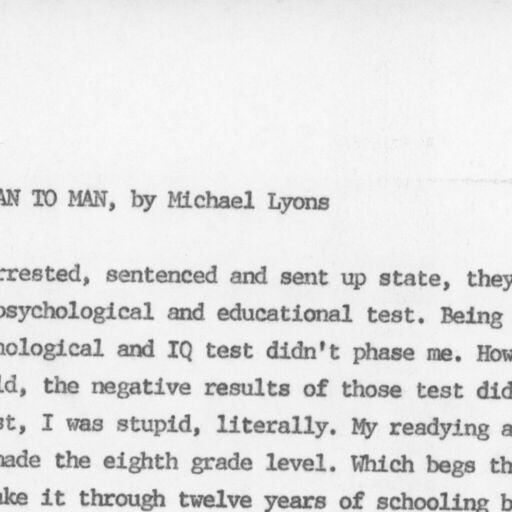 AN TO MAN, by Michael Lyons
rrested, sentenced and sent up state, they
psychological and educational test. Being
hological and IQ test didn't phase me. How
ld, the negative results of those test did
st, I was stupid, literally. My readying a
made the eighth grade level. Which begs th
ake it through twelve years of schooling b